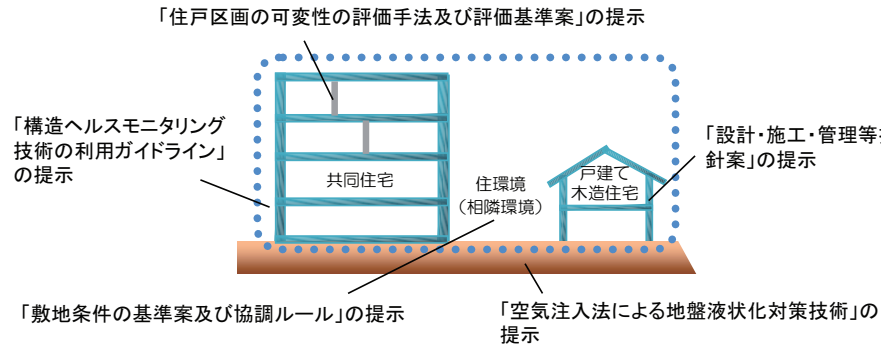 「住戸区画の可変性の評価手法及び評価基準案」の提示
「構造ヘルスモニタリング
技術の利用ガイドライン」
の提示
共同住宅
住環境
（相隣環境）
戸建て
木造住宅
「設計・施工・管理等
針案」の提示
「敷地条件の基準案及び協調ルール」の提示
「空気注入法による地盤液状化対策技術」の
提示